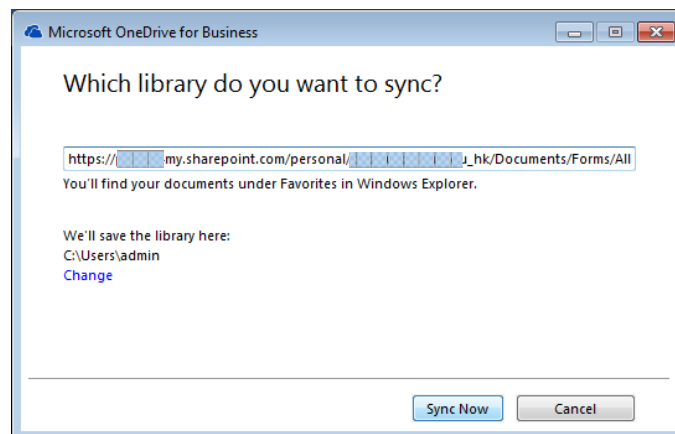 Microsoft OneDrive for Business
Which library do you want to sync?
https:// my.sharepoint.com/personal/ _hk/Documents/Forms/All
You'll find your documents under Favorites in Windows Explorer.
We'll save the library here:
C:\Users\admin
Change
Sync Now
Cancel